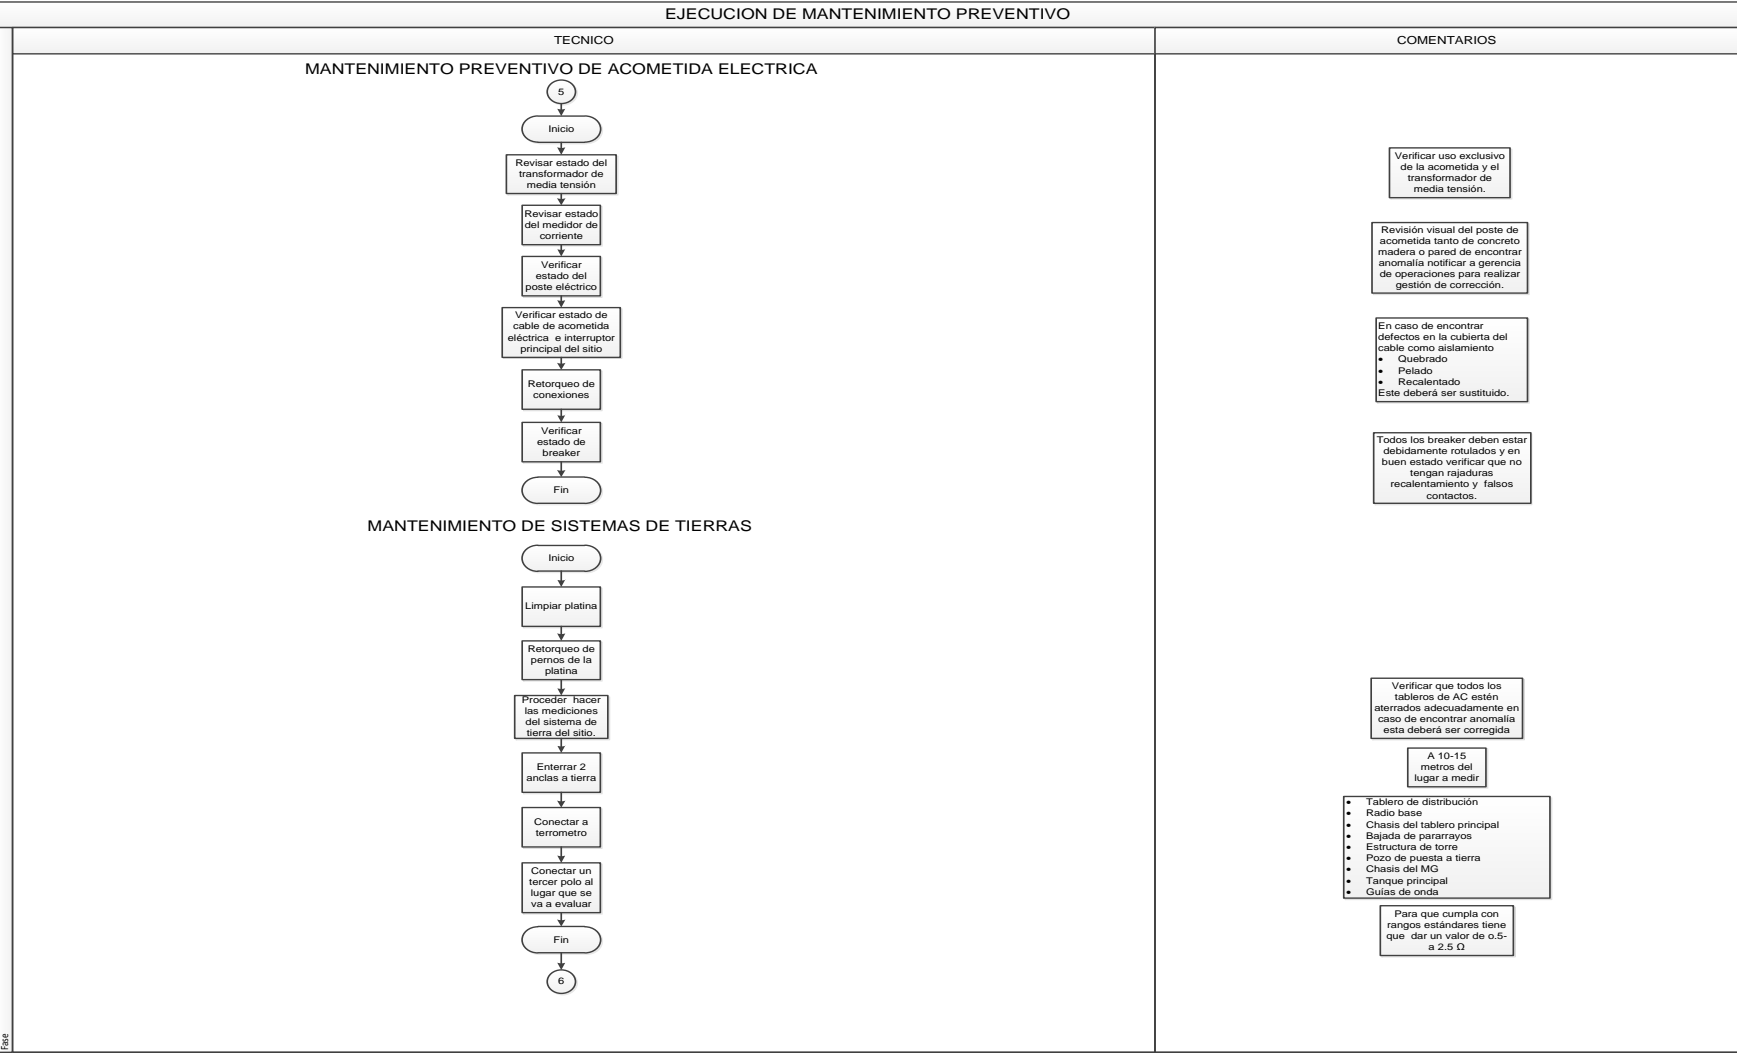 EJECUCION DE MANTENIMIENTO PREVENTIVO
TECNICO
COMENTARIOS
MANTENIMIENTO PREVENTIVO DE ACOMETIDA ELECTRICA
5
Inicio
Revisar estado del
transformador de
media tensión
Revisar estado
del medidor de
corriente
Verificar
estado del
poste eléctrico
Verificar estado de
cable de acometida
eléctrica e interruptor
principal del sitio
Retorqueo de
conexiones
Verificar
estado de
breaker
Fin
MANTENIMIENTO DE SISTEMAS DE TIERRAS
Inicio
Limpiar platina
Retorqueo de
pernos de la
platina
Proceder hacer
las mediciones
del sistema de
tierra del sitio.
Enterrar 2
anclas a tierra
Conectar a
terrometro
Conectar un
tercer polo al
lugar que se
va a evaluar
Fin
6
Verificar uso exclusivo
de la acometida y el
transformador de
media tensión.
Revisión visual del poste de
acometida tanto de concreto
madera o pared de encontrar
anomalía notificar a gerencia
de operaciones para realizar
gestión de corrección.
En caso de encontrar
defectos en la cubierta del
cable como aislamiento
• Quebrado
• Pelado
• Recalentado
Este deberá ser sustituido.
Todos los breaker deben estar
debidamente rotulados y en
buen estado verificar que no
tengan rajaduras
recalentamiento y falsos
contactos.
Verificar que todos los
tableros de AC estén
aterrados adecuadamente en
caso de encontrar anomalía
esta deberá ser corregida
A 10-15
metros del
lugar a medir
• Tablero de distribución
• Radio base
• Chasis del tablero principal
• Bajada de pararrayos
• Estructura de torre
• Pozo de puesta a tierra
• Chasis del MG
• Tanque principal
• Guías de onda
Para que cumpla con
rangos estándares tiene
que dar un valor de o.5-
a 2.5 Ω
Fase